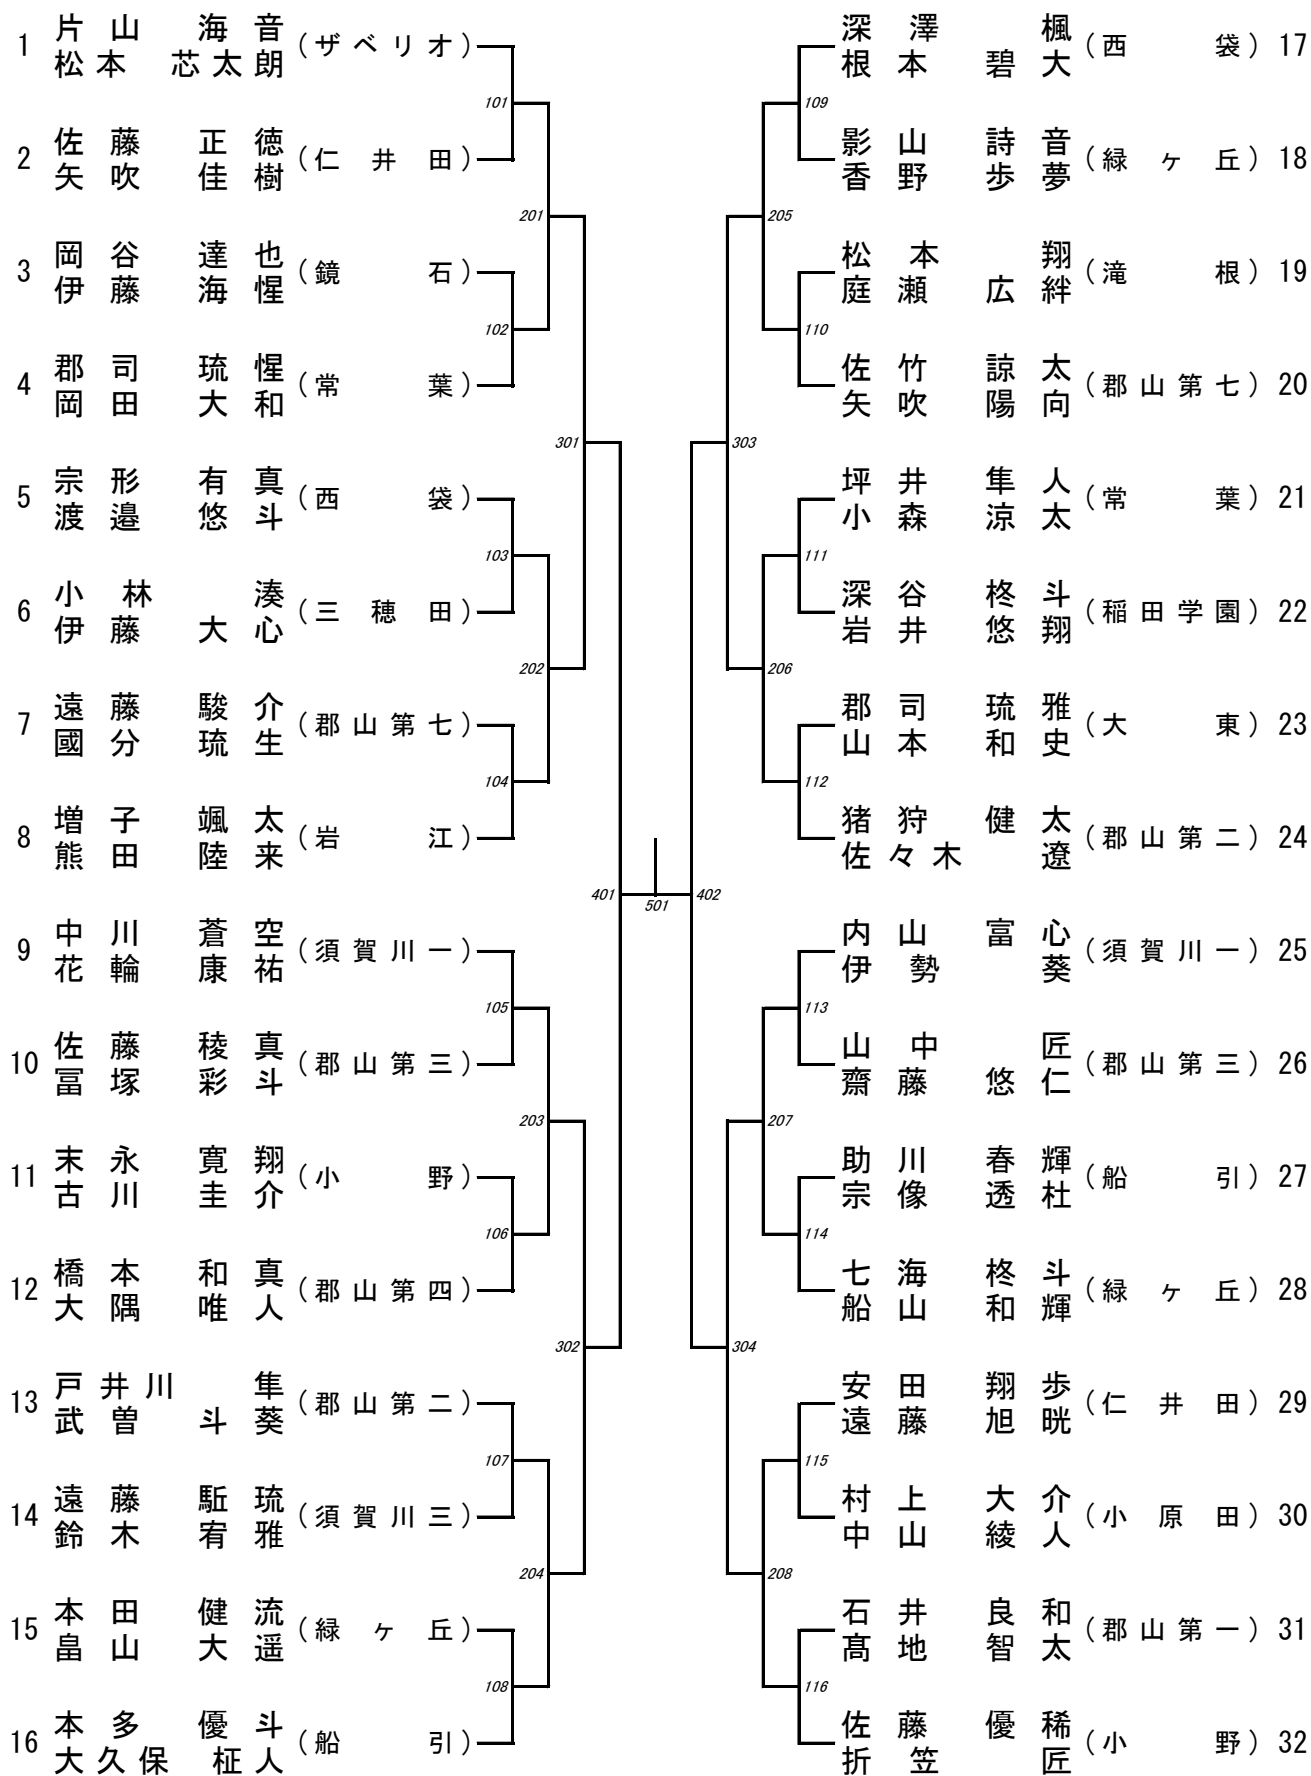 1 片山 海音 (ザベリオ)
松本 芯太朗
101
2 佐藤 正徳 (仁井田)
矢吹 佳樹
201
3 岡谷 達也 (鏡石)
伊藤 海惺
102
4 郡司 琉惺 (常葉)
岡田 大和
301
5 宗形 有真 (西袋)
渡邉 悠斗
103
6 小林 湊 (三穂田)
伊藤 大心
202
7 遠藤 駿介 (郡山第七)
國分 琉生
104
8 増子 颯太 (岩江)
熊田 陸来
401
501
402
9 中川 蒼空 (須賀川一)
花輪 康祐
105
10 佐藤 稜真 (郡山第三)
冨塚 彩斗
203
11 末永 寛翔 (小野)
古川 圭介
106
12 橋本 和真 (郡山第四)
大隅 唯人
302
13 戸井川 隼 (郡山第二)
武曽 斗葵
107
14 遠藤 駈琉 (須賀川三)
鈴木 宥雅
204
15 本田 健流 (緑ヶ丘)
畠山 大遥
108
16 本多 優斗 (船引)
大久保 柾人
深澤 楓 (西袋) 17
根本 碧大
109
影山 詩音 (緑ヶ丘) 18
香野 歩夢
205
松本 翔 (滝根) 19
庭瀬 広絆
110
佐竹 諒太 (郡山第七) 20
矢吹 陽向
303
坪井 隼人 (常葉) 21
小森 涼太
111
深谷 柊斗 (稲田学園) 22
岩井 悠翔
206
郡司 琉雅 (大東) 23
山本 和史
112
猪狩 健太 (郡山第二) 24
佐々木 遼
内山 富心 (須賀川一) 25
伊勢 葵
113
山中 匠 (郡山第三) 26
齋藤 悠仁
207
助川 春輝 (船引) 27
宗像 透杜
114
七海 柊斗 (緑ヶ丘) 28
船山 和輝
304
安田 翔歩 (仁井田) 29
遠藤 旭晄
115
村上 大介 (小原田) 30
中山 綾人
208
石井 良和 (郡山第一) 31
髙地 智太
116
佐藤 優稀 (小野) 32
折笠 匠